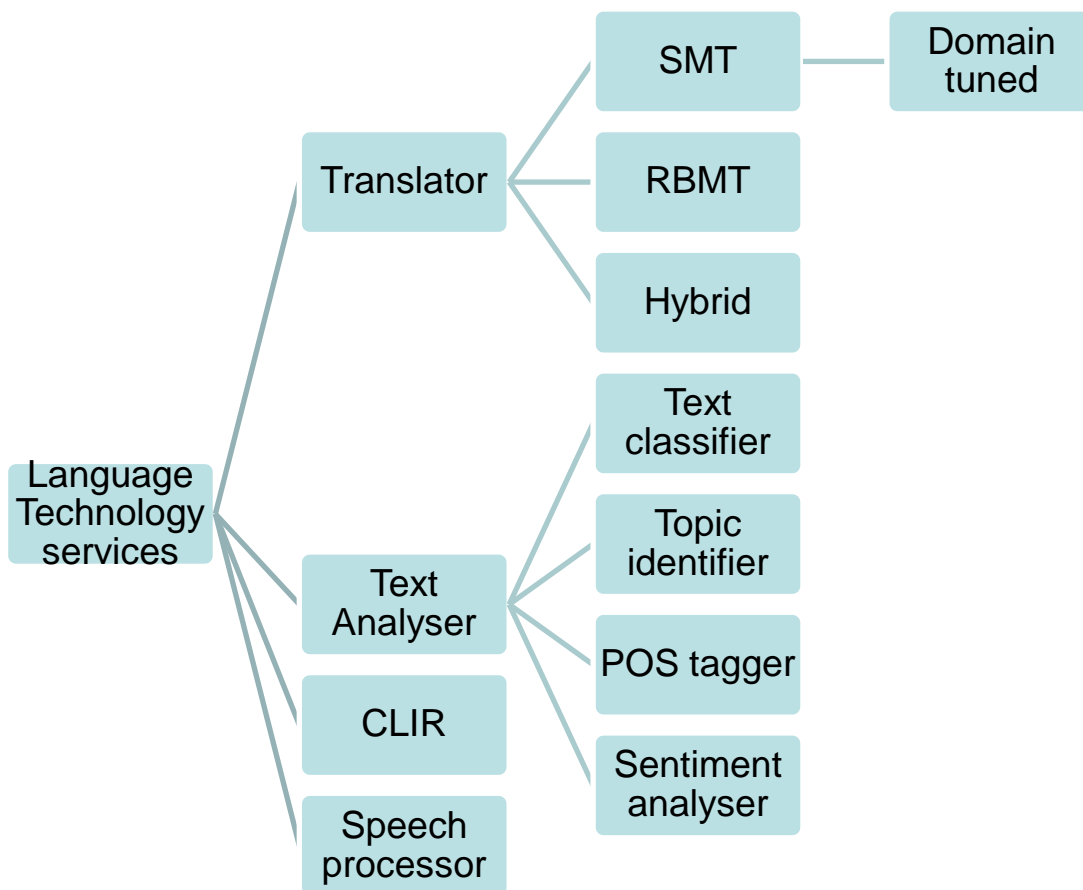 Language
Technology
services
Translator
SMT
Domain
tuned
RBMT
Hybrid
Text
Analyser
Text
classifier
Topic
identifier
POS tagger
Sentiment
analyser
CLIR
Speech
processor